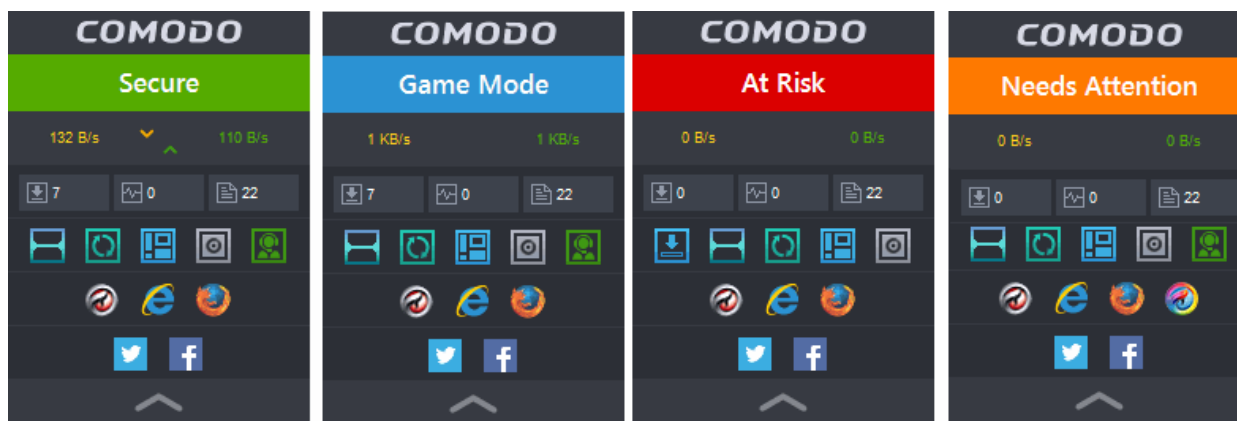 COMODO
Secure
132 B/s 110 B/s
7 0 22
COMODO
Game Mode
1 KB/s 1 KB/s
7 0 22
COMODO
At Risk
0 B/s 0 B/s
0 0 22
COMODO
Needs Attention
0 B/s 0 B/s
0 0 22